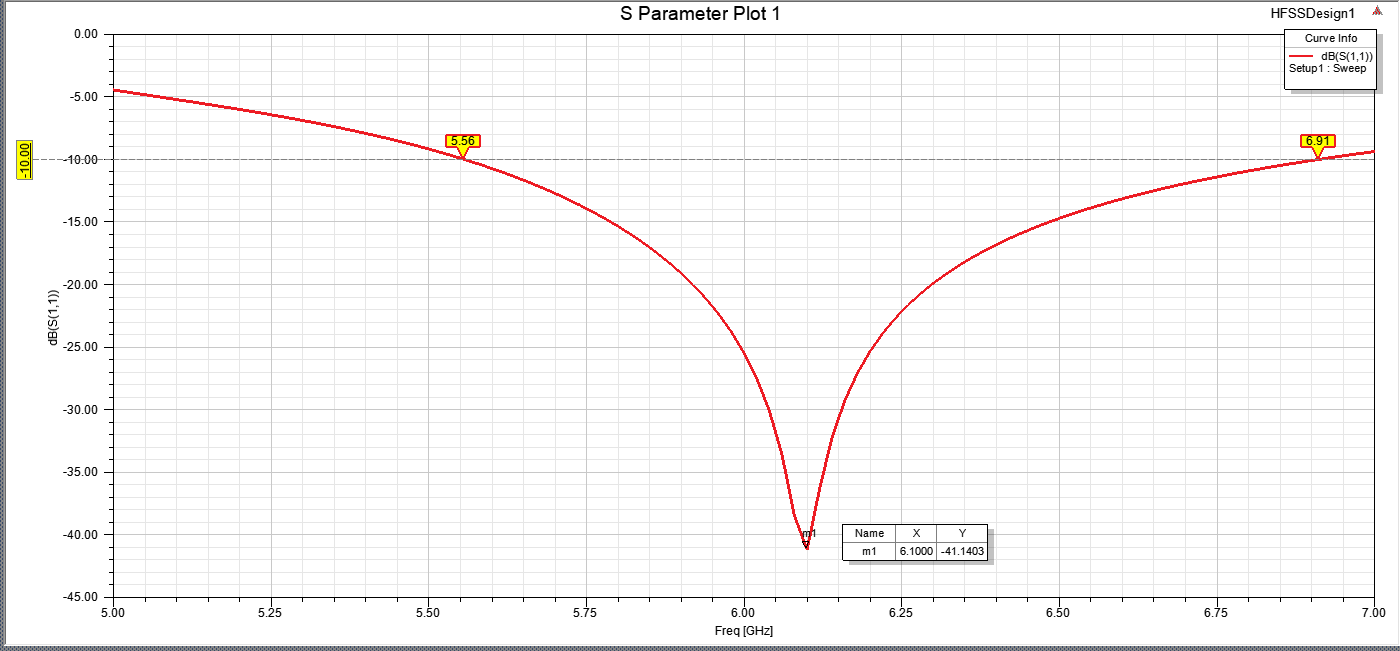 S Parameter Plot 1
HFSSDesign1
Curve Info
dB(S(1,1))
Setup1 : Sweep
0.00
-5.00
-10.00
-10.00
-15.00
-20.00
-25.00
-30.00
-35.00
-40.00
-45.00
dB(S(1,1))
5.56
6.91
m1
Name X Y
m1 6.1000 -41.1403
5.00 5.25 5.50 5.75 6.00 6.25 6.50 6.75 7.00
Freq [GHz]